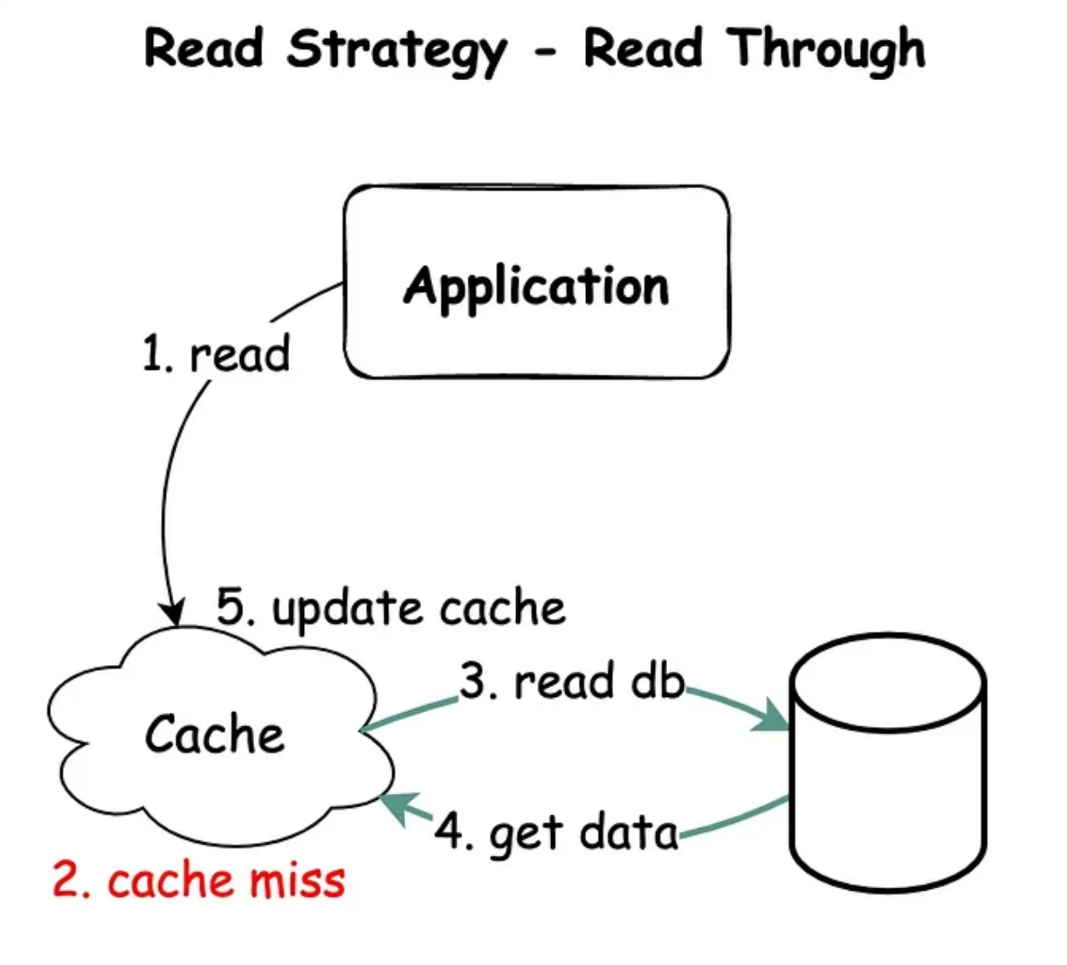 Read Strategy - Read Through
Application
1. read
5. update cache
3. read db
Cache
4. get data
2. cache miss